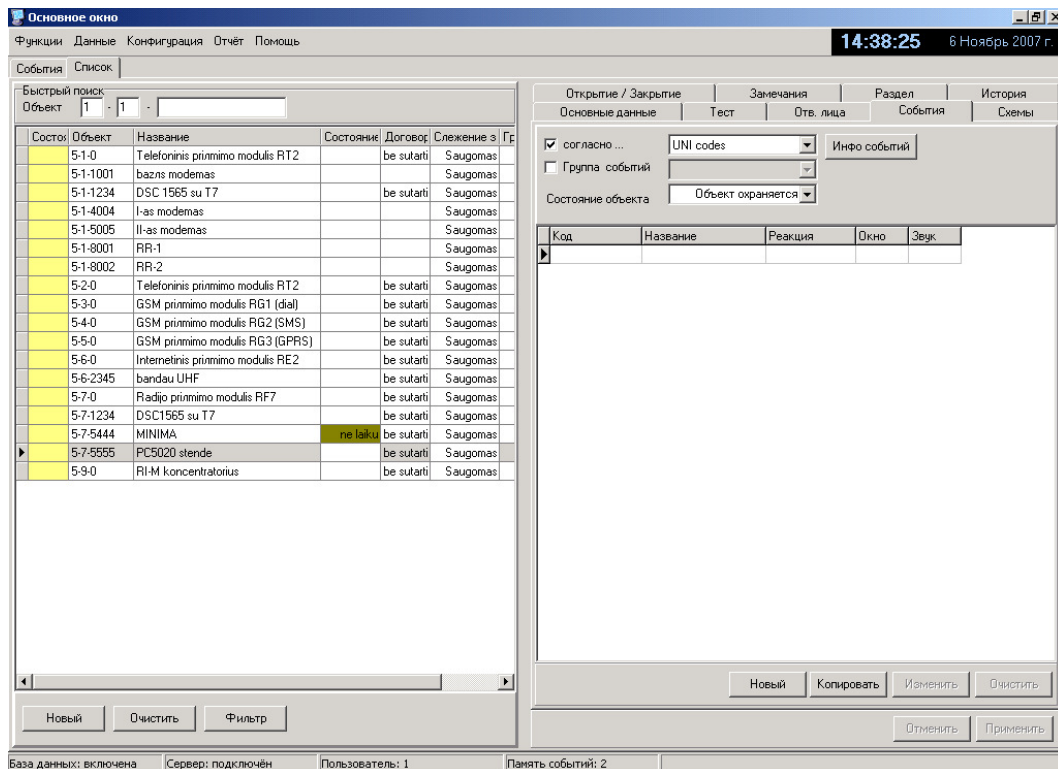 Основное окно
Функции Данные Конфигурация Отчёт Помощь
14:38:25 6 Ноябрь 2007 г.
События Список
Быстрый поиск
Объект 1 - 1 -
Состоя Объект Название Состояние Договор Слежение з Гр
5-1-0 Telefoninis priлmimo modulis RT2 be sutarti Saugomas
5-1-1001 bazлs modemas Saugomas
5-1-1234 DSC 1565 su T7 be sutarti Saugomas
5-1-4004 I-as modemas Saugomas
5-1-5005 II-as modemas Saugomas
5-1-8001 RR-1 Saugomas
5-1-8002 RR-2 Saugomas
5-2-0 Telefoninis priлmimo modulis RT2 be sutarti Saugomas
5-3-0 GSM priлmimo modulis RG1 (dial) be sutarti Saugomas
5-4-0 GSM priлmimo modulis RG2 (SMS) be sutarti Saugomas
5-5-0 GSM priлmimo modulis RG3 (GPRS) be sutarti Saugomas
5-6-0 Internetinis priлmimo modulis RE2 be sutarti Saugomas
5-6-2345 bandau UHF be sutarti Saugomas
5-7-0 Radijo priлmimo modulis RF7 be sutarti Saugomas
5-7-1234 DSC1565 su T7 be sutarti Saugomas
5-7-5444 MINIMA ne laiku be sutarti Saugomas
5-7-5555 PC5020 stende be sutarti Saugomas
5-9-0 RI-M koncentratorius be sutarti Saugomas
Новый Очистить Фильтр
Открытие / Закрытие Замечания Раздел История
Основные данные Тест Отв. лица События Схемы
согласно ... UNI codes Инфо событий
Группа событий
Состояние объекта Объект охраняется
Код Название Реакция Окно Звук
Новый Копировать Изменить Очистить
Отменить Применить
База данных: включена Сервер: подключён Пользователь: 1 Память событий: 2